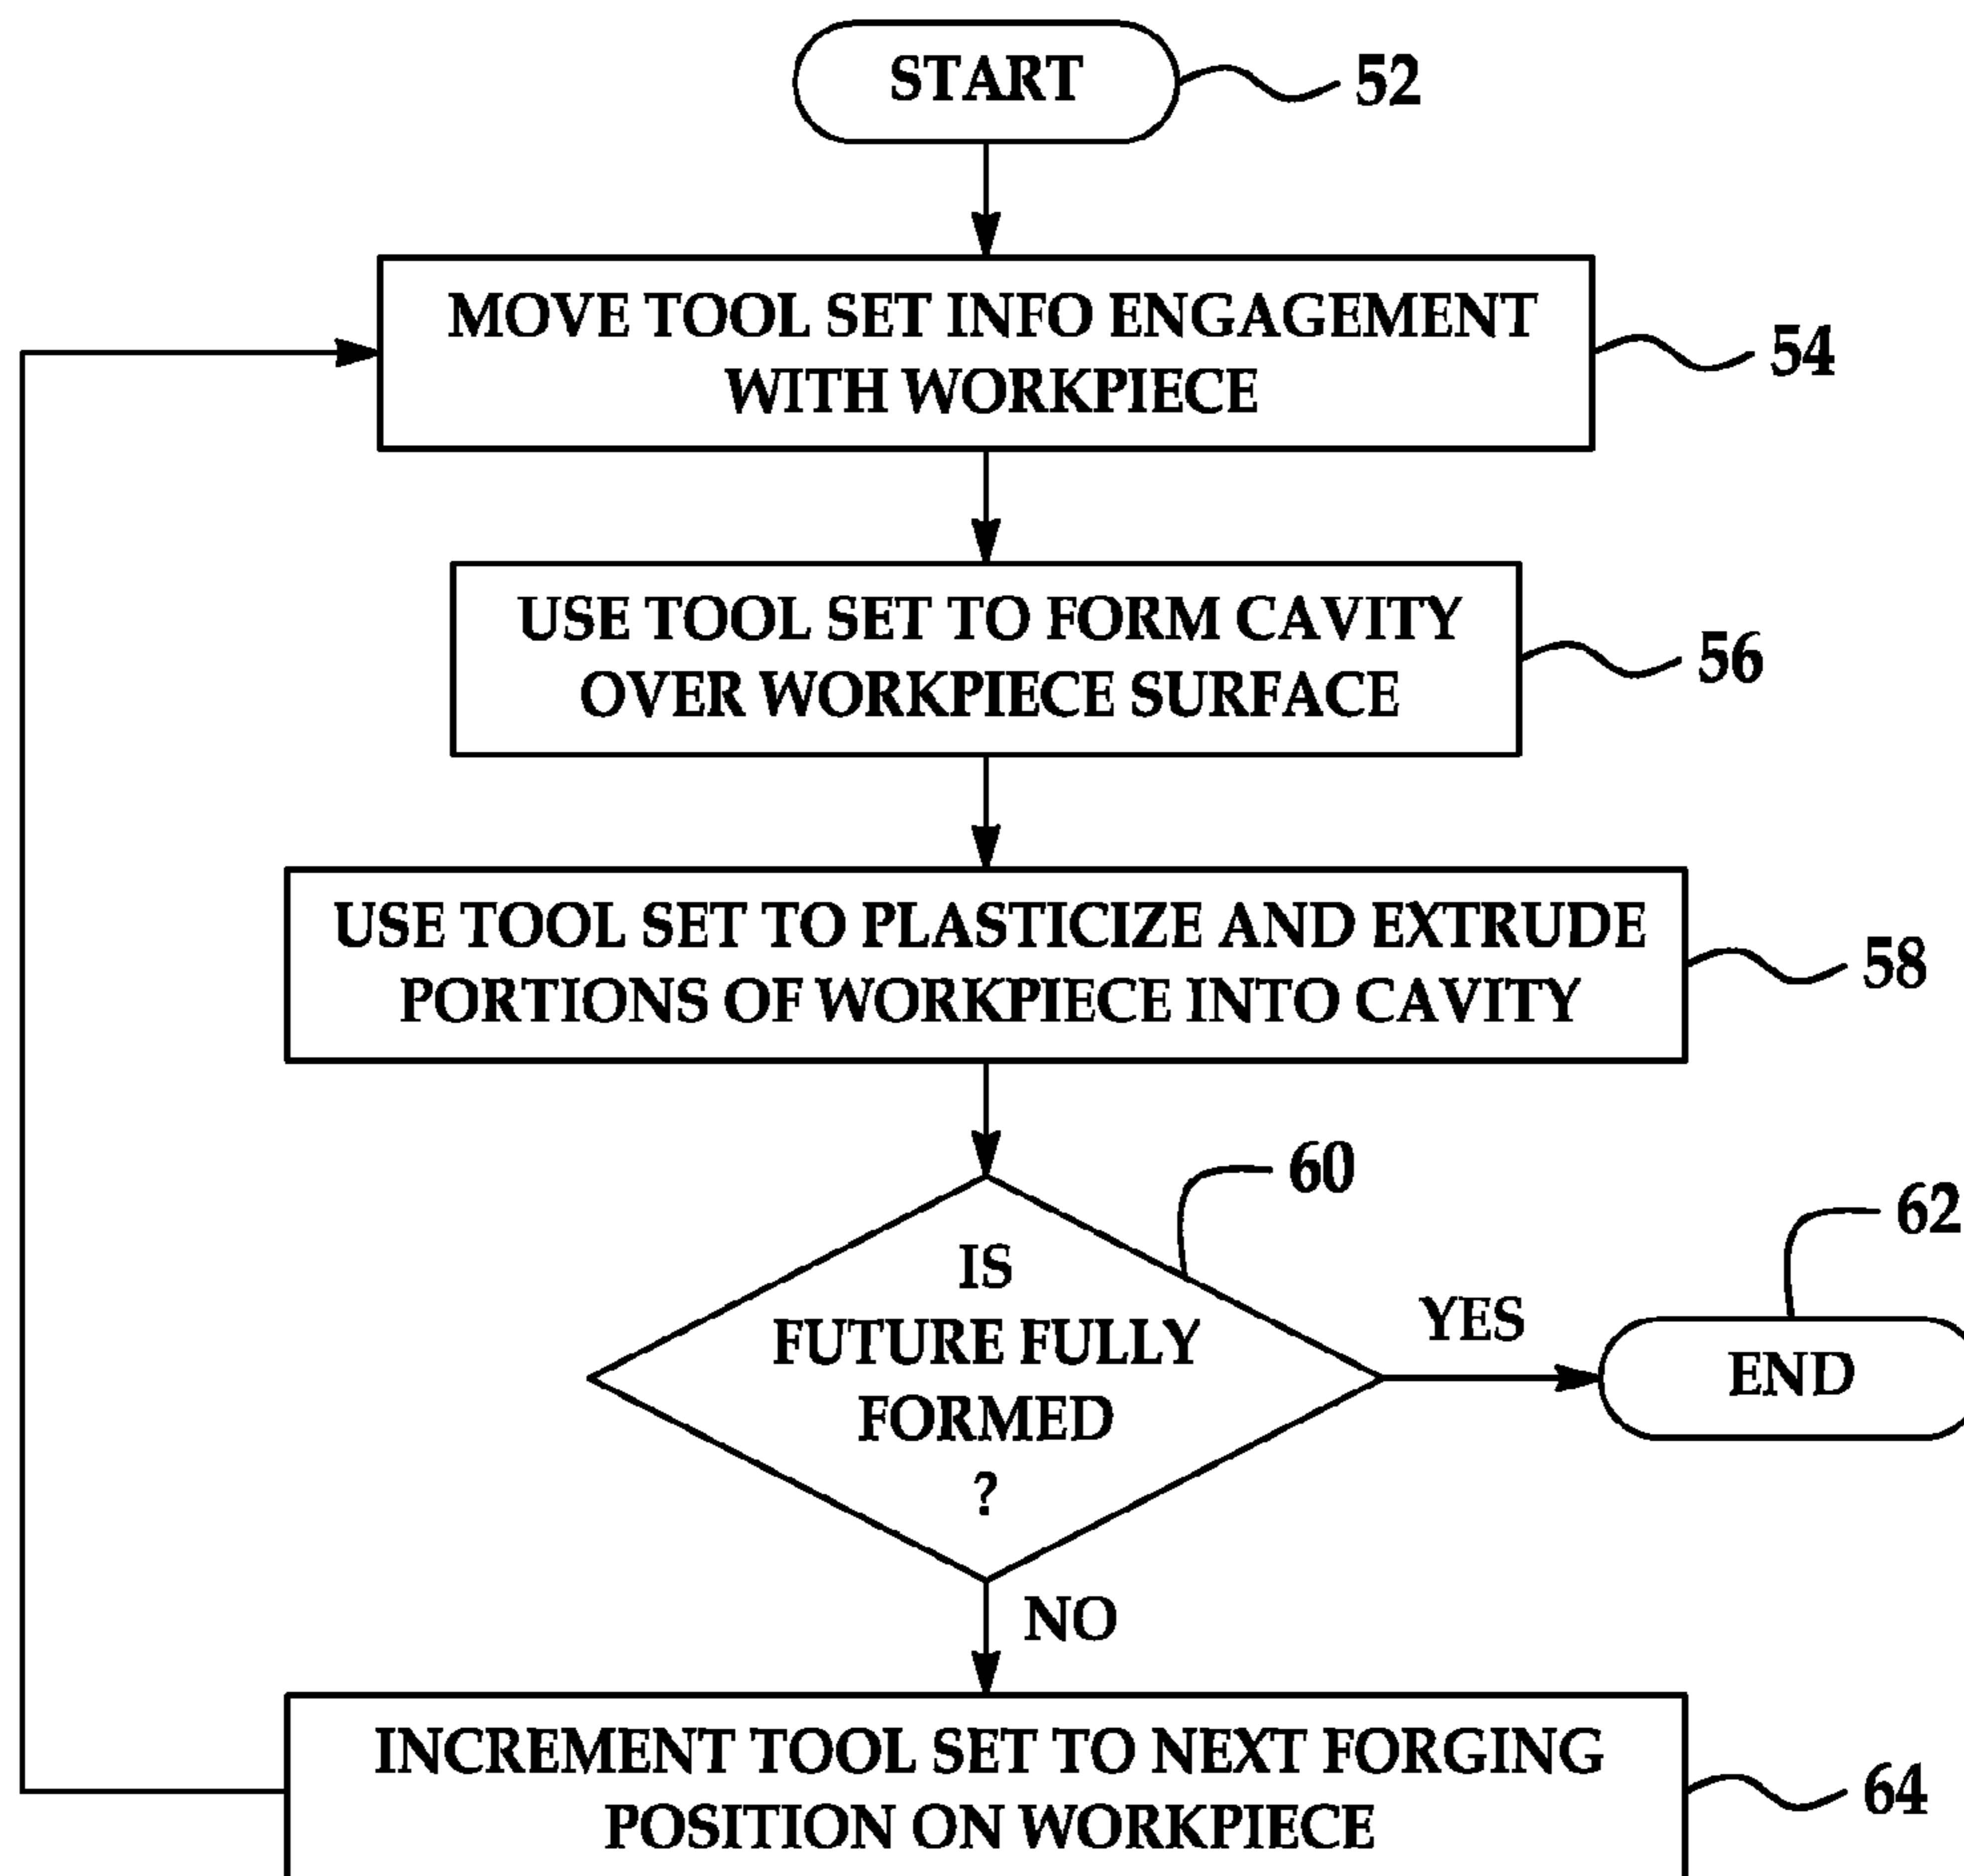 START
52
MOVE TOOL SET INFO ENGAGEMENT
WITH WORKPIECE
54
USE TOOL SET TO FORM CAVITY
OVER WORKPIECE SURFACE
56
USE TOOL SET TO PLASTICIZE AND EXTRUDE
PORTIONS OF WORKPIECE INTO CAVITY
58
60
IS
FUTURE FULLY
FORMED
?
YES
62
END
NO
INCREMENT TOOL SET TO NEXT FORGING
POSITION ON WORKPIECE
64